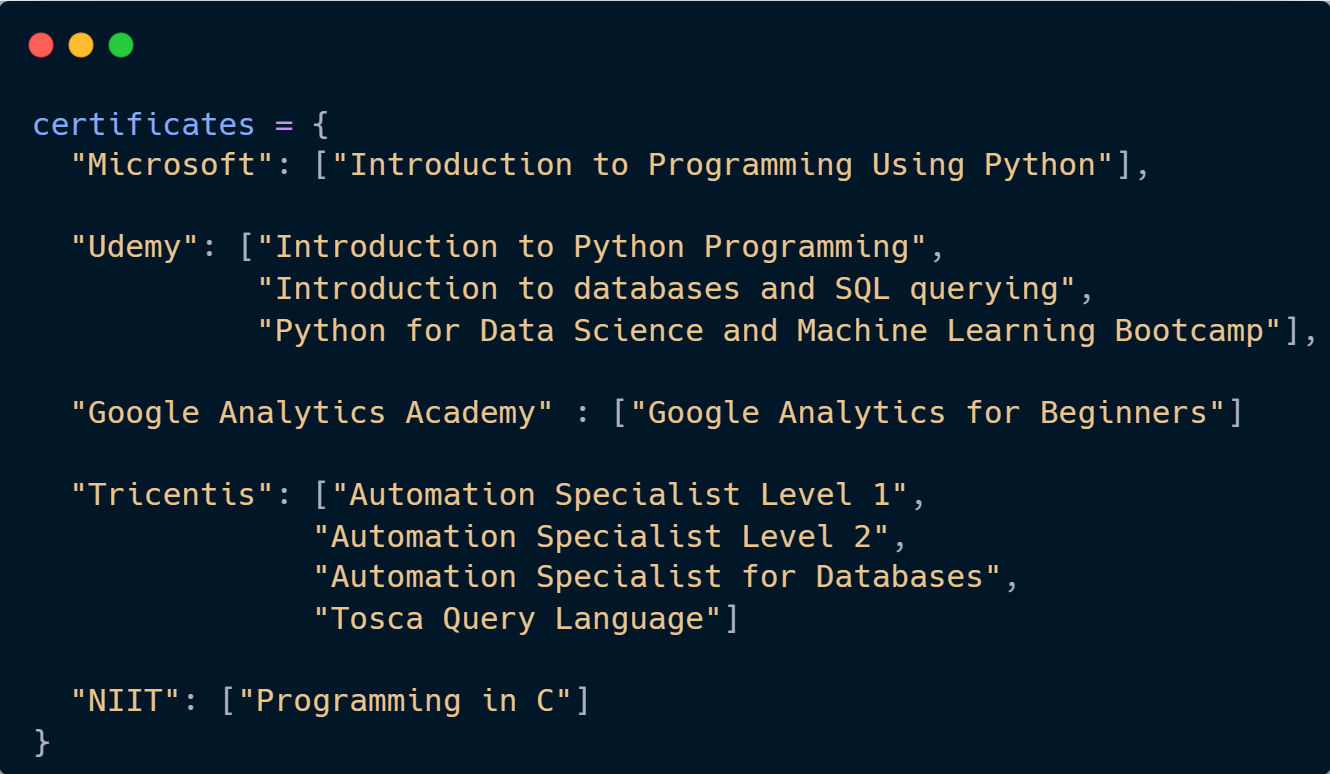 certificates = {
  "Microsoft": ["Introduction to Programming Using Python"],
  "Udemy": ["Introduction to Python Programming",
            "Introduction to databases and SQL querying",
            "Python for Data Science and Machine Learning Bootcamp"],
  "Google Analytics Academy" : ["Google Analytics for Beginners"]
  "Tricentis": ["Automation Specialist Level 1",
               "Automation Specialist Level 2",
               "Automation Specialist for Databases",
               "Tosca Query Language"]
  "NIIT": ["Programming in C"]
}